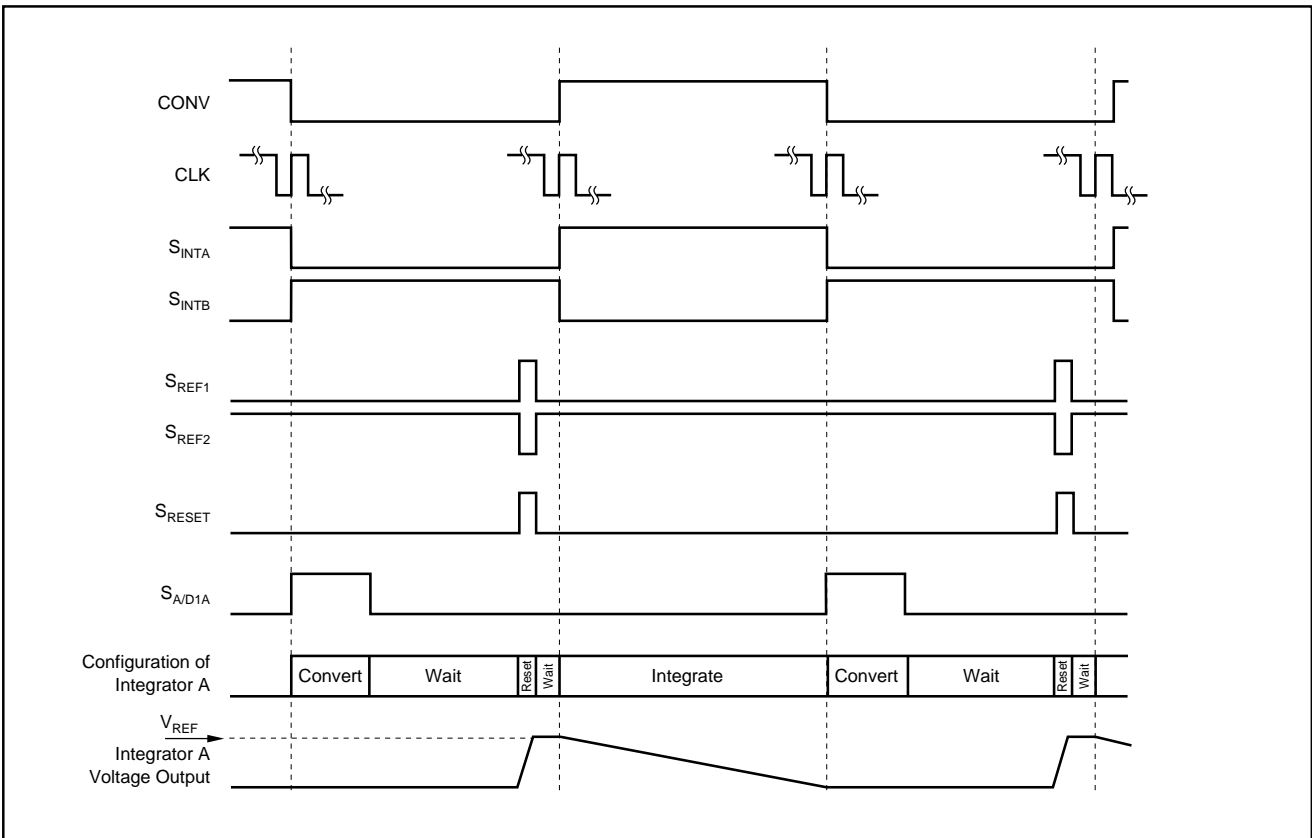 CONV
CLK
SINTA
SINTB
SREF1
SREF2
SRESET
SA/D1A
Configuration of
Integrator A
Convert
Wait
Reset
Wait
Integrate
Convert
Wait
Reset
Wait
VREF
Integrator A
Voltage Output